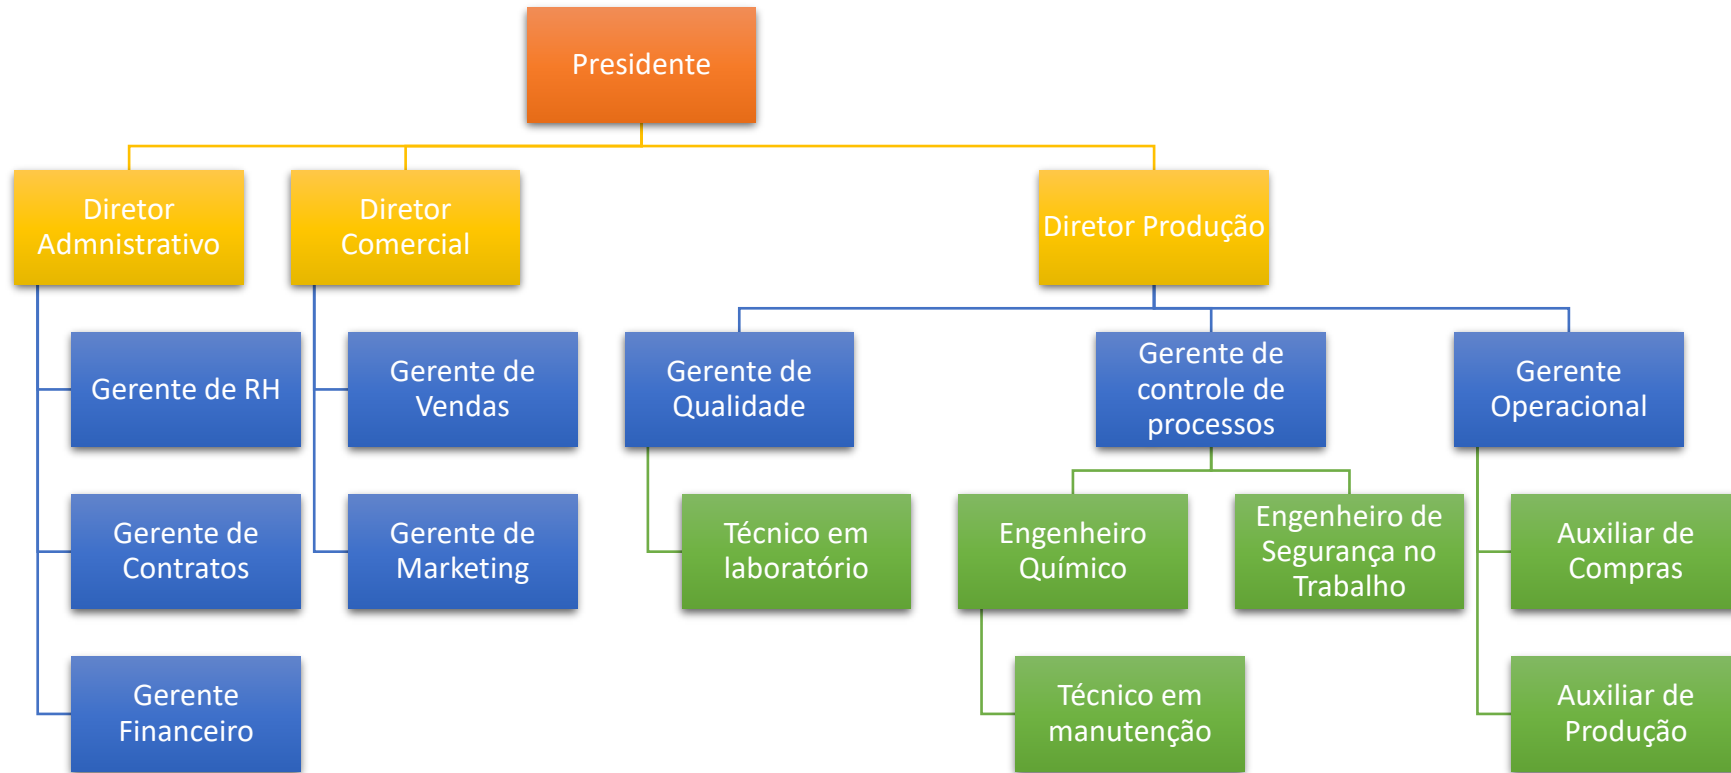 Presidente
Diretor
Admnistrativo
Diretor
Comercial
Diretor Produção
Gerente de RH
Gerente de
Vendas
Gerente de
Qualidade
Gerente de
controle de
processos
Gerente
Operacional
Gerente de
Contratos
Gerente de
Marketing
Técnico em
laboratório
Engenheiro
Químico
Engenheiro de
Segurança no
Trabalho
Auxiliar de
Compras
Gerente
Financeiro
Técnico em
manutenção
Auxiliar de
Produção